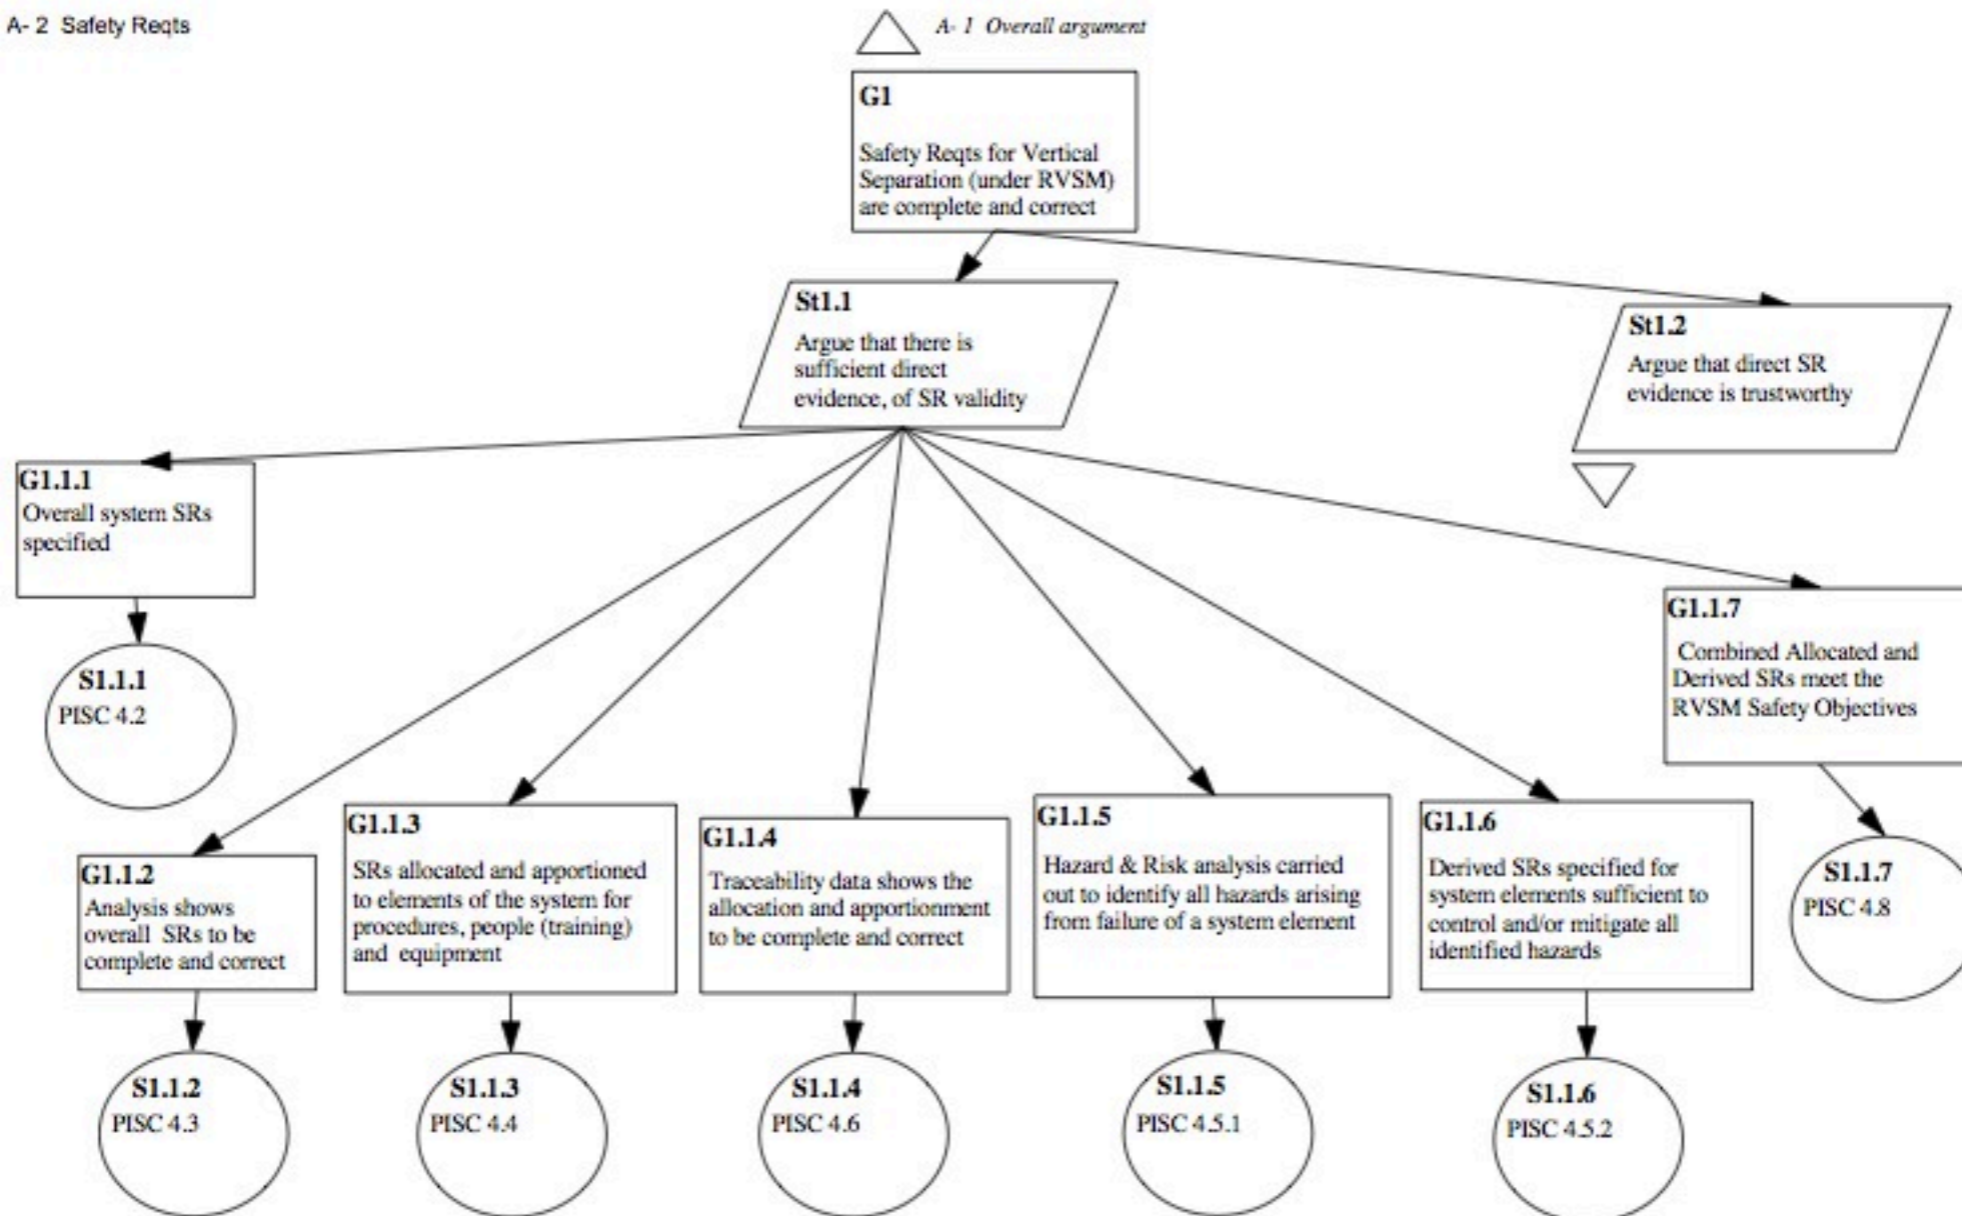 A- 2 Safety Reqts
A- 1 Overall argument
G1
Safety Reqts for Vertical
Separation (under RVSM)
are complete and correct
St1.1
Argue that there is
sufficient direct
evidence, of SR validity
St1.2
Argue that direct SR
evidence is trustworthy
G1.1.1
Overall system SRs
specified
S1.1.1
PISC 4.2
G1.1.7
Combined Allocated and
Derived SRs meet the
RVSM Safety Objectives
G1.1.2
Analysis shows
overall SRs to be
complete and correct
G1.1.3
SRs allocated and apportioned
to elements of the system for
procedures, people (training)
and equipment
G1.1.4
Traceability data shows the
allocation and apportionment
to be complete and correct
G1.1.5
Hazard & Risk analysis carried
out to identify all hazards arising
from failure of a system element
G1.1.6
Derived SRs specified for
system elements sufficient to
control and/or mitigate all
identified hazards
S1.1.7
PISC 4.8
S1.1.2
PISC 4.3
S1.1.3
PISC 4.4
S1.1.4
PISC 4.6
S1.1.5
PISC 4.5.1
S1.1.6
PISC 4.5.2